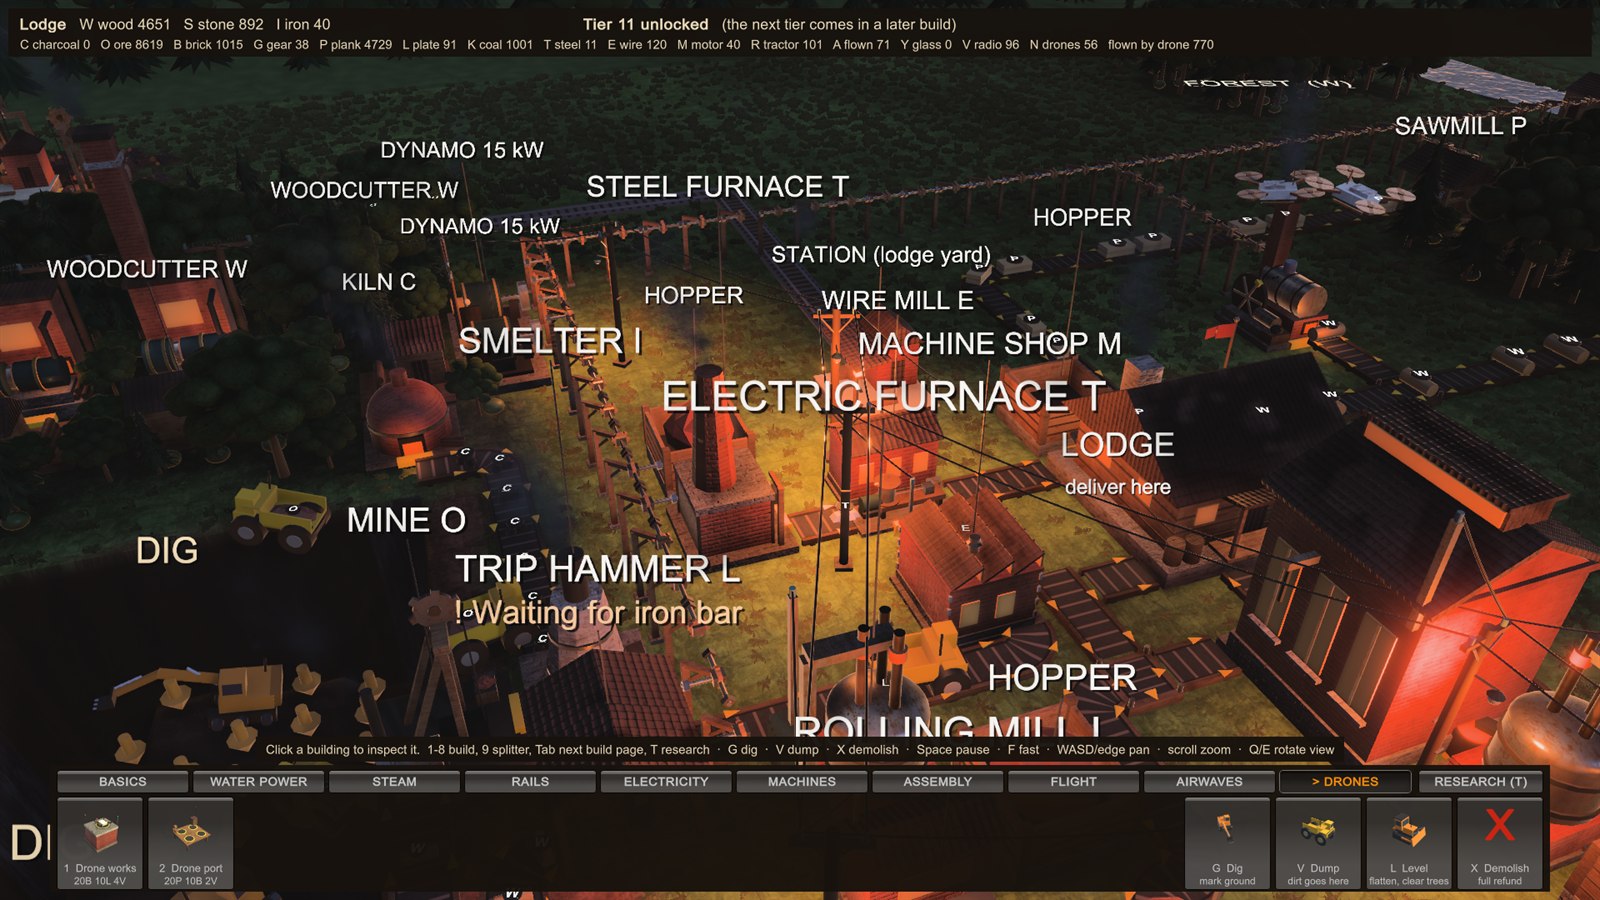 Lodge W wood 4651 S stone 892 I iron 40
Tier 11 unlocked (the next tier comes in a later build)
C charcoal 0 O ore 8619 B brick 1015 G gear 38 P plank 4729 L plate 91 K coal 1001 T steel 11 E wire 120 M motor 40 R tractor 101 A flown 71 Y glass 0 V radio 96 N drones 56 flown by drone 770
FOREST (W)
SAWMILL P
DYNAMO 15 kW
WOODCUTTER W
STEEL FURNACE T
HOPPER
DYNAMO 15 kW
STATION (lodge yard)
WOODCUTTER W
KILN C
HOPPER
WIRE MILL E
SMELTER I
MACHINE SHOP M
ELECTRIC FURNACE T
LODGE
deliver here
MINE O
DIG
TRIP HAMMER L
! Waiting for iron bar
HOPPER
ROLLING MILL L
Click a building to inspect it. 1-8 build, 9 splitter, Tab next build page, T research · G dig · V dump · X demolish · Space pause · F fast · WASD/edge pan · scroll zoom · Q/E rotate view
BASICS
WATER POWER
STEAM
RAILS
ELECTRICITY
MACHINES
ASSEMBLY
FLIGHT
AIRWAVES
> DRONES
RESEARCH (T)
1 Drone works
20B 10L 4V
2 Drone port
20P 10B 2V
G Dig
mark ground
V Dump
dirt goes here
L Level
flatten, clear trees
X Demolish
full refund